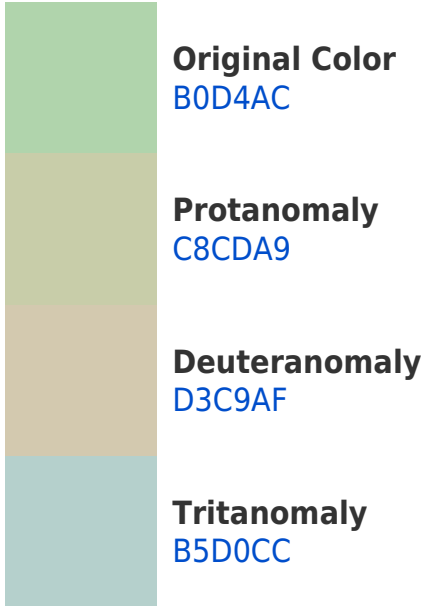 Original Color
B0D4AC
Protanomaly
C8CDA9
Deuteranomaly
D3C9AF
Tritanomaly
B5D0CC